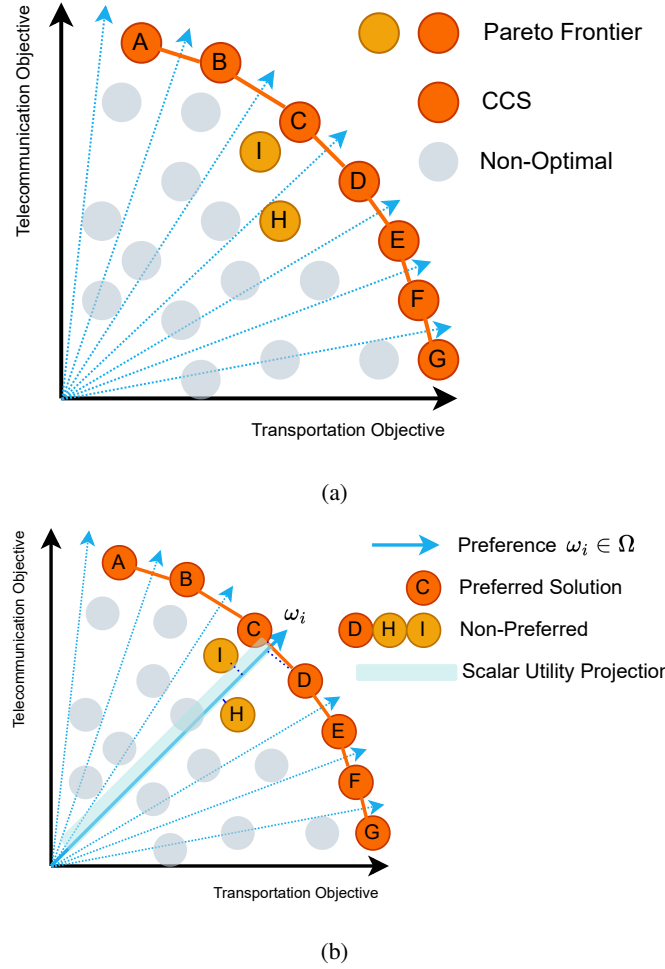 Telecommunication Objective
A
B
C
I
D
H
E
F
G
Pareto Frontier
CCS
Non-Optimal
Transportation Objective
(a)
Telecommunication Objective
A
B
C
ωᵢ
I
D
H
E
F
G
Preference ωᵢ ∈ Ω
C Preferred Solution
D H I Non-Preferred
Scalar Utility Projection
Transportation Objective
(b)